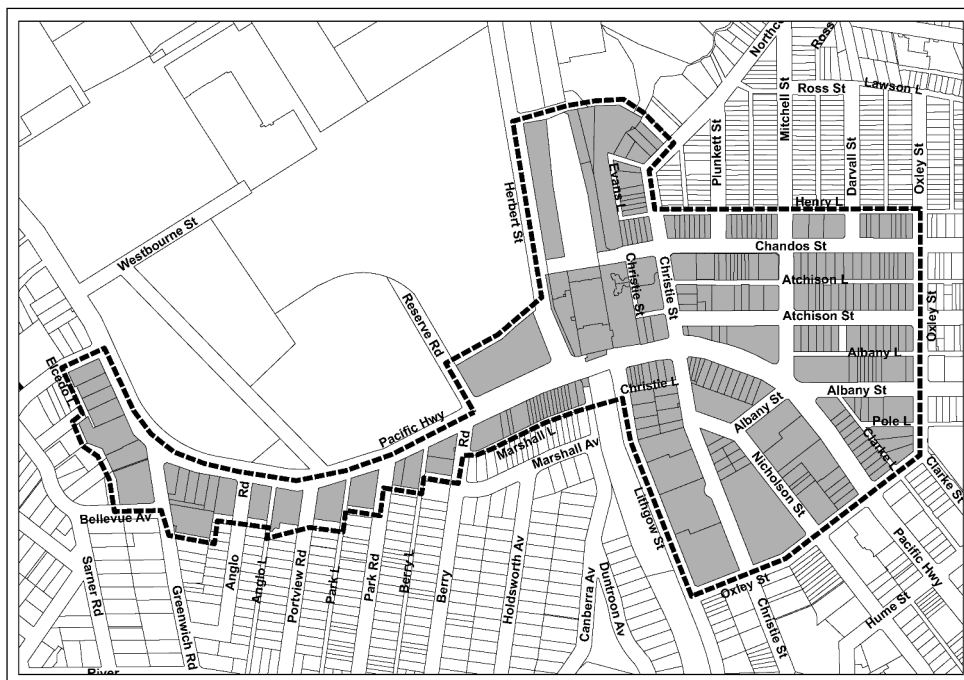 Northc
Ross
Ross St
Lawson L
Mitchell St
Plunkett St
Darvall St
Oxley St
Evans L
Henry L
Herbert St
Westbourne St
Chandos St
Christie St
Christie St
Atchison L
Oxley St
Reserve Rd
Atchison St
Albany L
Elcedo L
Christie L
Albany St
Albany St
Pacific Hwy
Pole L
Clarke L
Marshall L
Marshall Av
Rd
Rd
Nicholson St
Clarke St
Lithgow St
Bellevue Av
Pacific Hwy
Sarner Rd
Greenwich Rd
Anglo
Anglo L
Portview Rd
Park L
Park Rd
Berry L
Berry
Holdsworth Av
Canberra Av
Duntroon Av
Oxley St
Christie St
Hume St
River